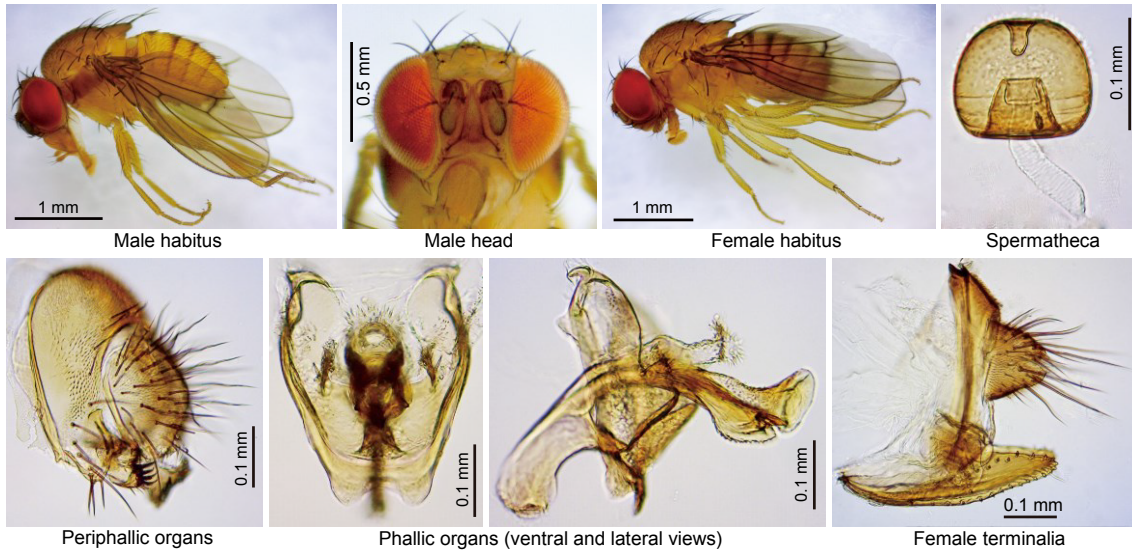 1 mm
Male habitus
0.5 mm
Male head
1 mm
Female habitus
0.1 mm
Spermatheca
0.1 mm
Periphallic organs
0.1 mm
0.1 mm
Phallic organs (ventral and lateral views)
0.1 mm
Female terminalia